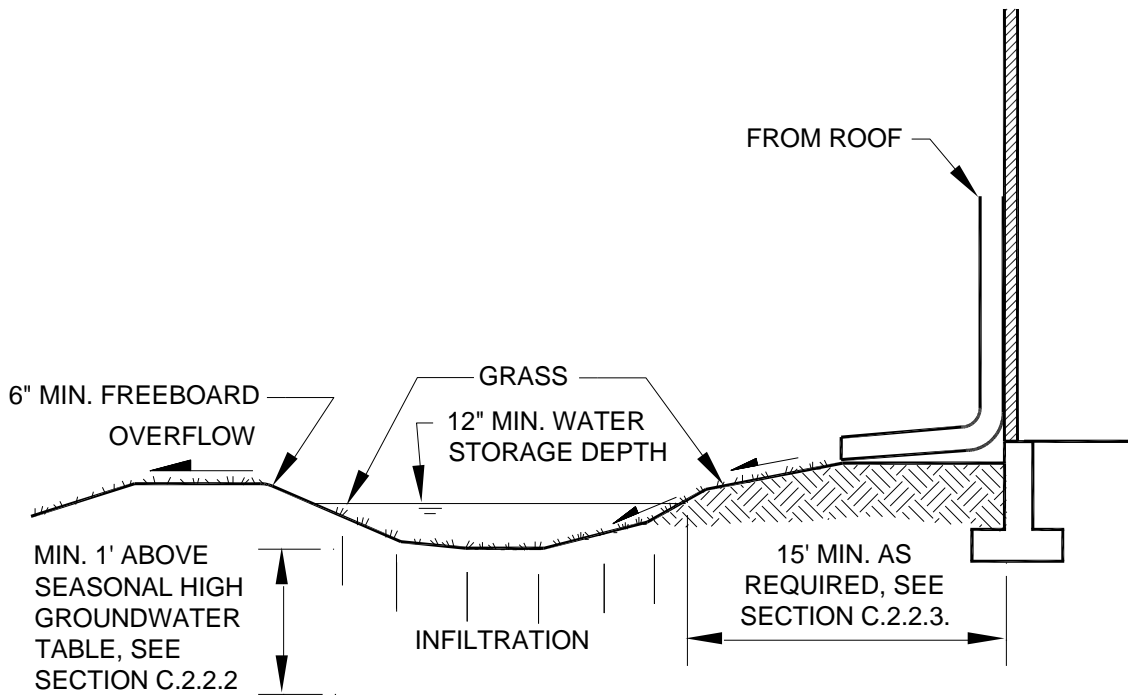 FROM ROOF
GRASS
6" MIN. FREEBOARD
12" MIN. WATER
STORAGE DEPTH
OVERFLOW
MIN. 1' ABOVE
SEASONAL HIGH
GROUNDWATER
TABLE, SEE
SECTION C.2.2.2
INFILTRATION
15' MIN. AS
REQUIRED, SEE
SECTION C.2.2.3.